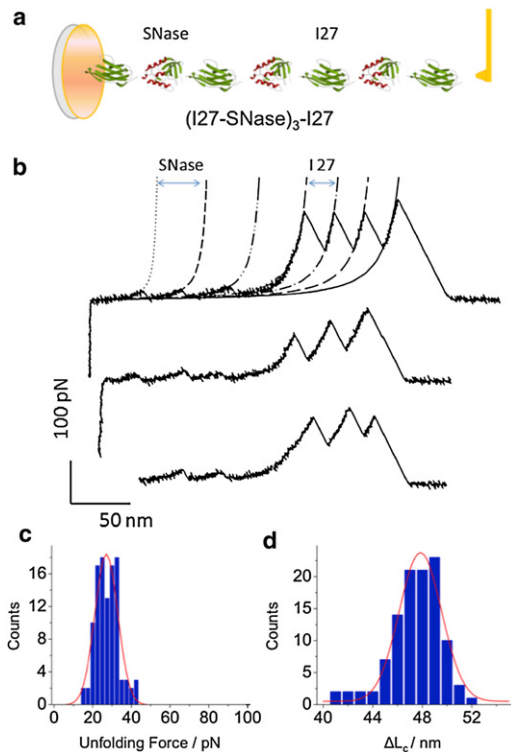 a
SNase I27
(I27-SNase)3-I27
b
SNase I27
100 pN
50 nm
c
Counts
16
12
8
4
0
0 20 40 60 80 100
Unfolding Force / pN
d
Counts
20
15
10
5
0
40 44 48 52
ΔLc / nm